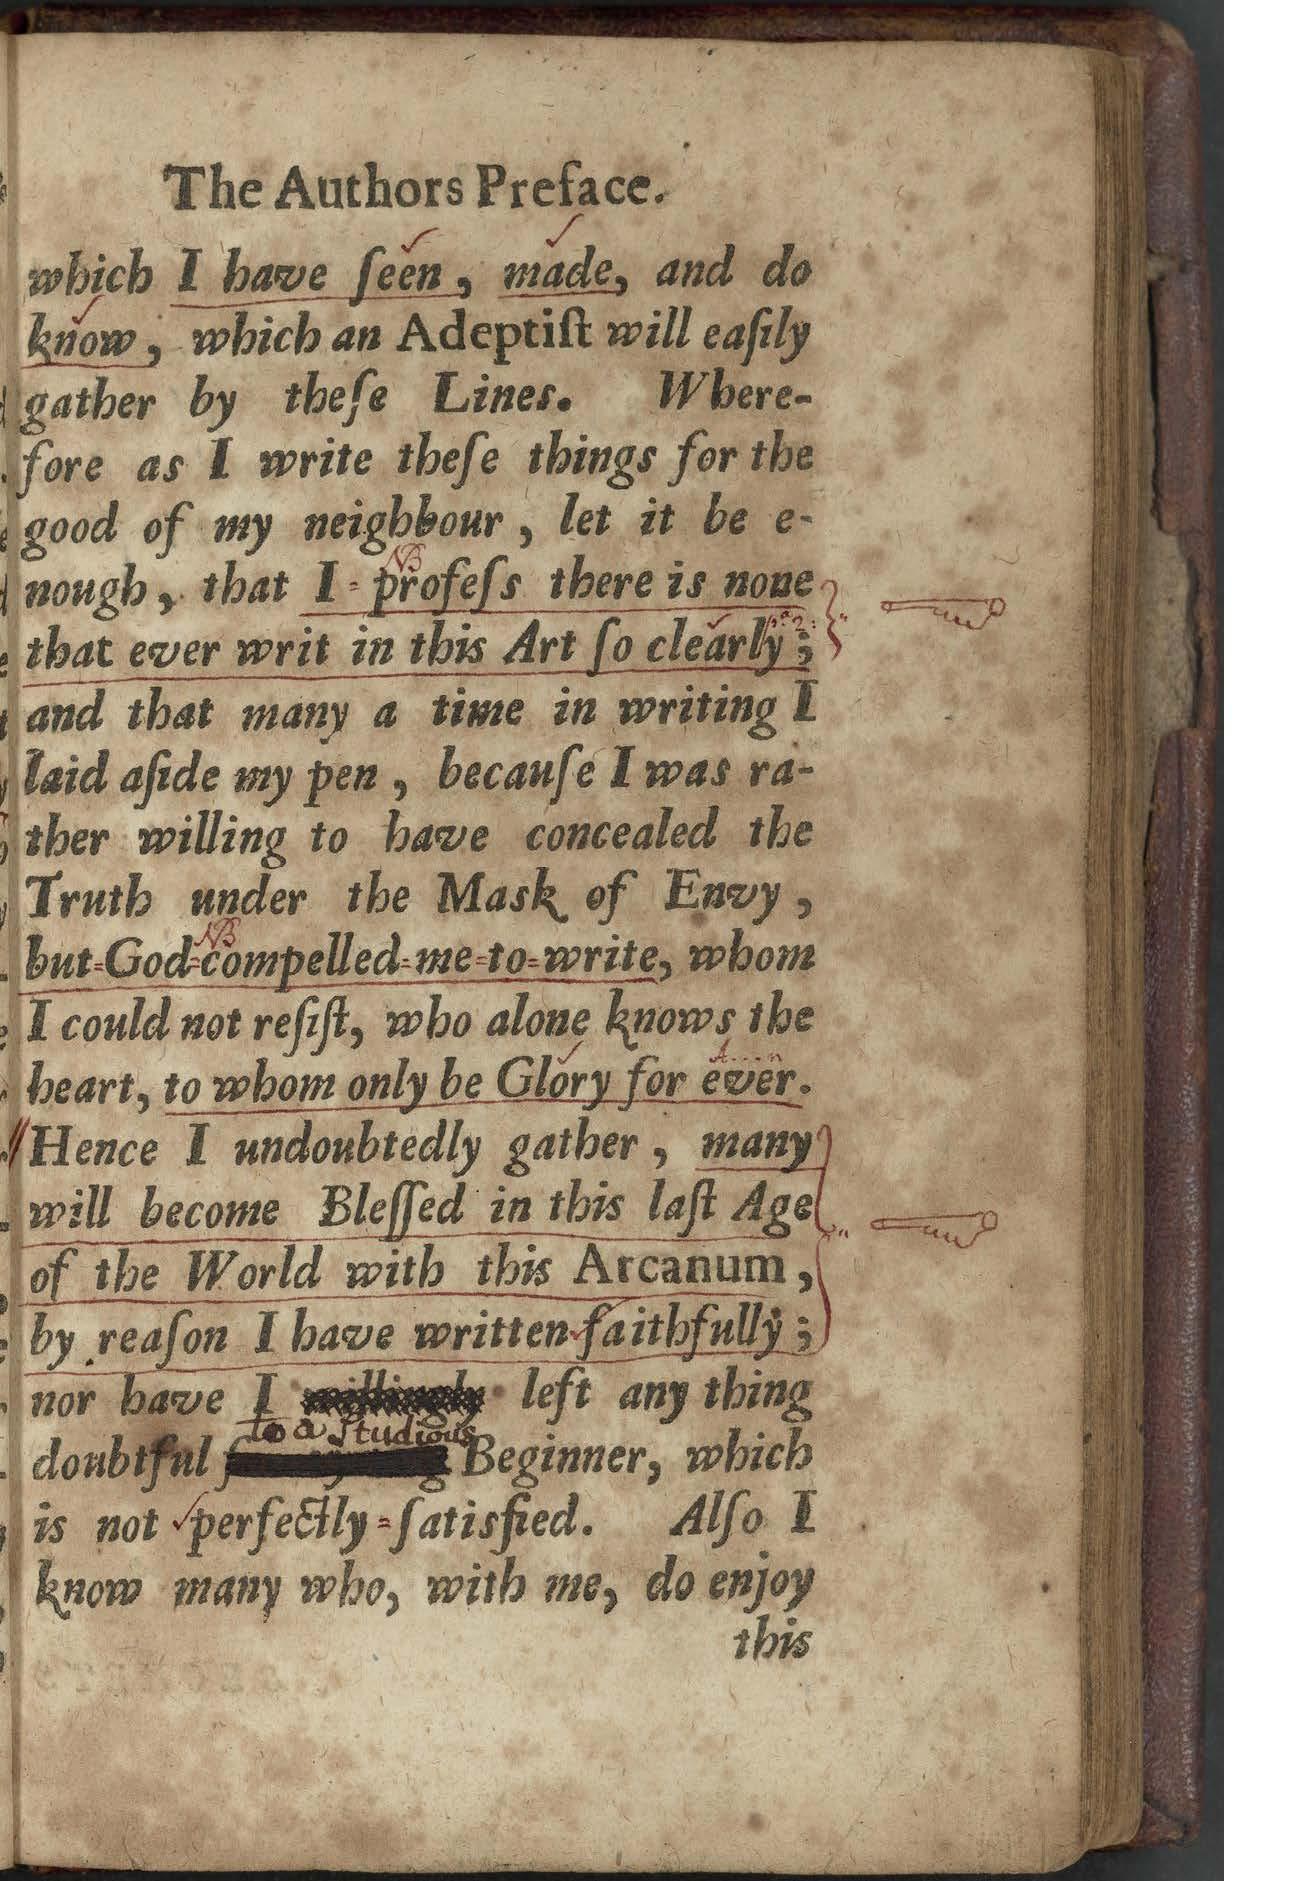 The Authors Preface.
which I have ſeen, made, and do
know, which an Adeptiſt will eaſily
gather by theſe Lines. Where-
fore as I write theſe things for the
good of my neighbour, let it be e-
NB
nough, that I profeſs there is none
that ever writ in this Art ſo clearly;
and that many a time in writing I
laid aſide my pen, becauſe I was ra-
ther willing to have concealed the
Truth under the Mask of Envy,
NB
but=God=compelled=me=to=write, whom
I could not reſiſt, who alone knows the
A....n
heart, to whom only be Glory for ever.
Hence I undoubtedly gather, many
will become Bleſſed in this laſt Age
of the World with this Arcanum,
by reaſon I have written faithfully;
nor have I willingly left any thing
to a ſtudious
doubtful Beginner, which
is not perfectly=ſatisfied. Alſo I
know many who, with me, do enjoy
this